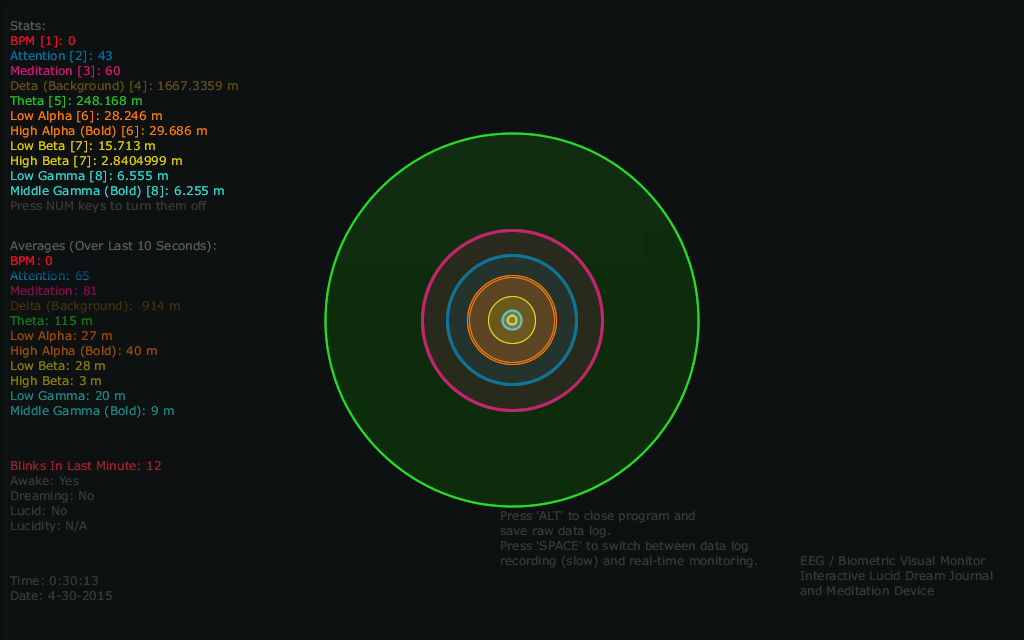 Stats:
BPM [1]: 0
Attention [2]: 43
Meditation [3]: 60
Deta (Background) [4]: 1667.3359 m
Theta [5]: 248.168 m
Low Alpha [6]: 28.246 m
High Alpha (Bold) [6]: 29.686 m
Low Beta [7]: 15.713 m
High Beta [7]: 2.8404999 m
Low Gamma [8]: 6.555 m
Middle Gamma (Bold) [8]: 6.255 m
Press NUM keys to turn them off
Averages (Over Last 10 Seconds):
BPM: 0
Attention: 65
Meditation: 81
Delta (Background):  914 m
Theta: 115 m
Low Alpha: 27 m
High Alpha (Bold): 40 m
Low Beta: 28 m
High Beta: 3 m
Low Gamma: 20 m
Middle Gamma (Bold): 9 m
Blinks In Last Minute: 12
Awake: Yes
Dreaming: No
Lucid: No
Lucidity: N/A
Time: 0:30:13
Date: 4-30-2015
Press 'ALT' to close program and
save raw data log.
Press 'SPACE' to switch between data log
recording (slow) and real-time monitoring.
EEG / Biometric Visual Monitor
Interactive Lucid Dream Journal
and Meditation Device